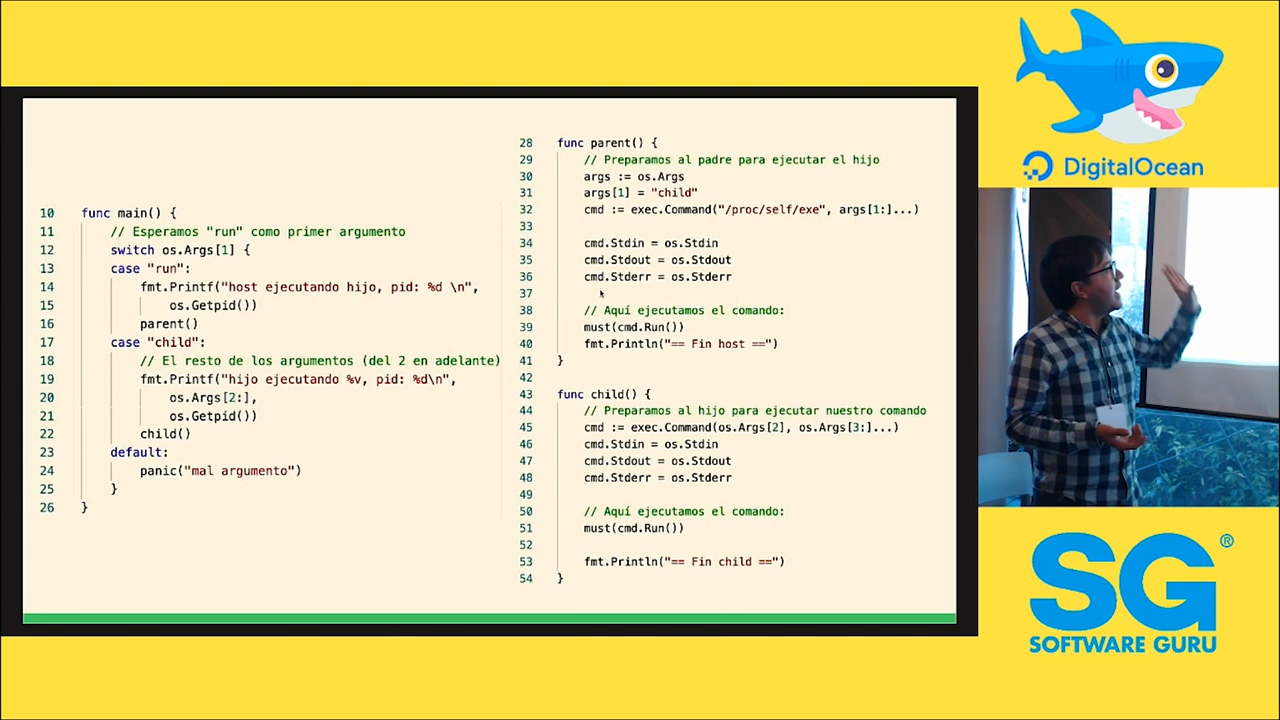 10 func main() {
11 // Esperamos "run" como primer argumento
12 switch os.Args[1] {
13 case "run":
14 fmt.Printf("host ejecutando hijo, pid: %d \n",
15 os.Getpid())
16 parent()
17 case "child":
18 // El resto de los argumentos (del 2 en adelante)
19 fmt.Printf("hijo ejecutando %v, pid: %d\n",
20 os.Args[2:],
21 os.Getpid())
22 child()
23 default:
24 panic("mal argumento")
25 }
26 }
28 func parent() {
29 // Preparamos al padre para ejecutar el hijo
30 args := os.Args
31 args[1] = "child"
32 cmd := exec.Command("/proc/self/exe", args[1:]...)
33
34 cmd.Stdin = os.Stdin
35 cmd.Stdout = os.Stdout
36 cmd.Stderr = os.Stderr
37
38 // Aquí ejecutamos el comando:
39 must(cmd.Run())
40 fmt.Println("== Fin host ==")
41 }
42
43 func child() {
44 // Preparamos al hijo para ejecutar nuestro comando
45 cmd := exec.Command(os.Args[2], os.Args[3:]...)
46 cmd.Stdin = os.Stdin
47 cmd.Stdout = os.Stdout
48 cmd.Stderr = os.Stderr
49
50 // Aquí ejecutamos el comando:
51 must(cmd.Run())
52
53 fmt.Println("== Fin child ==")
54 }
DigitalOcean
SG®
SOFTWARE GURU